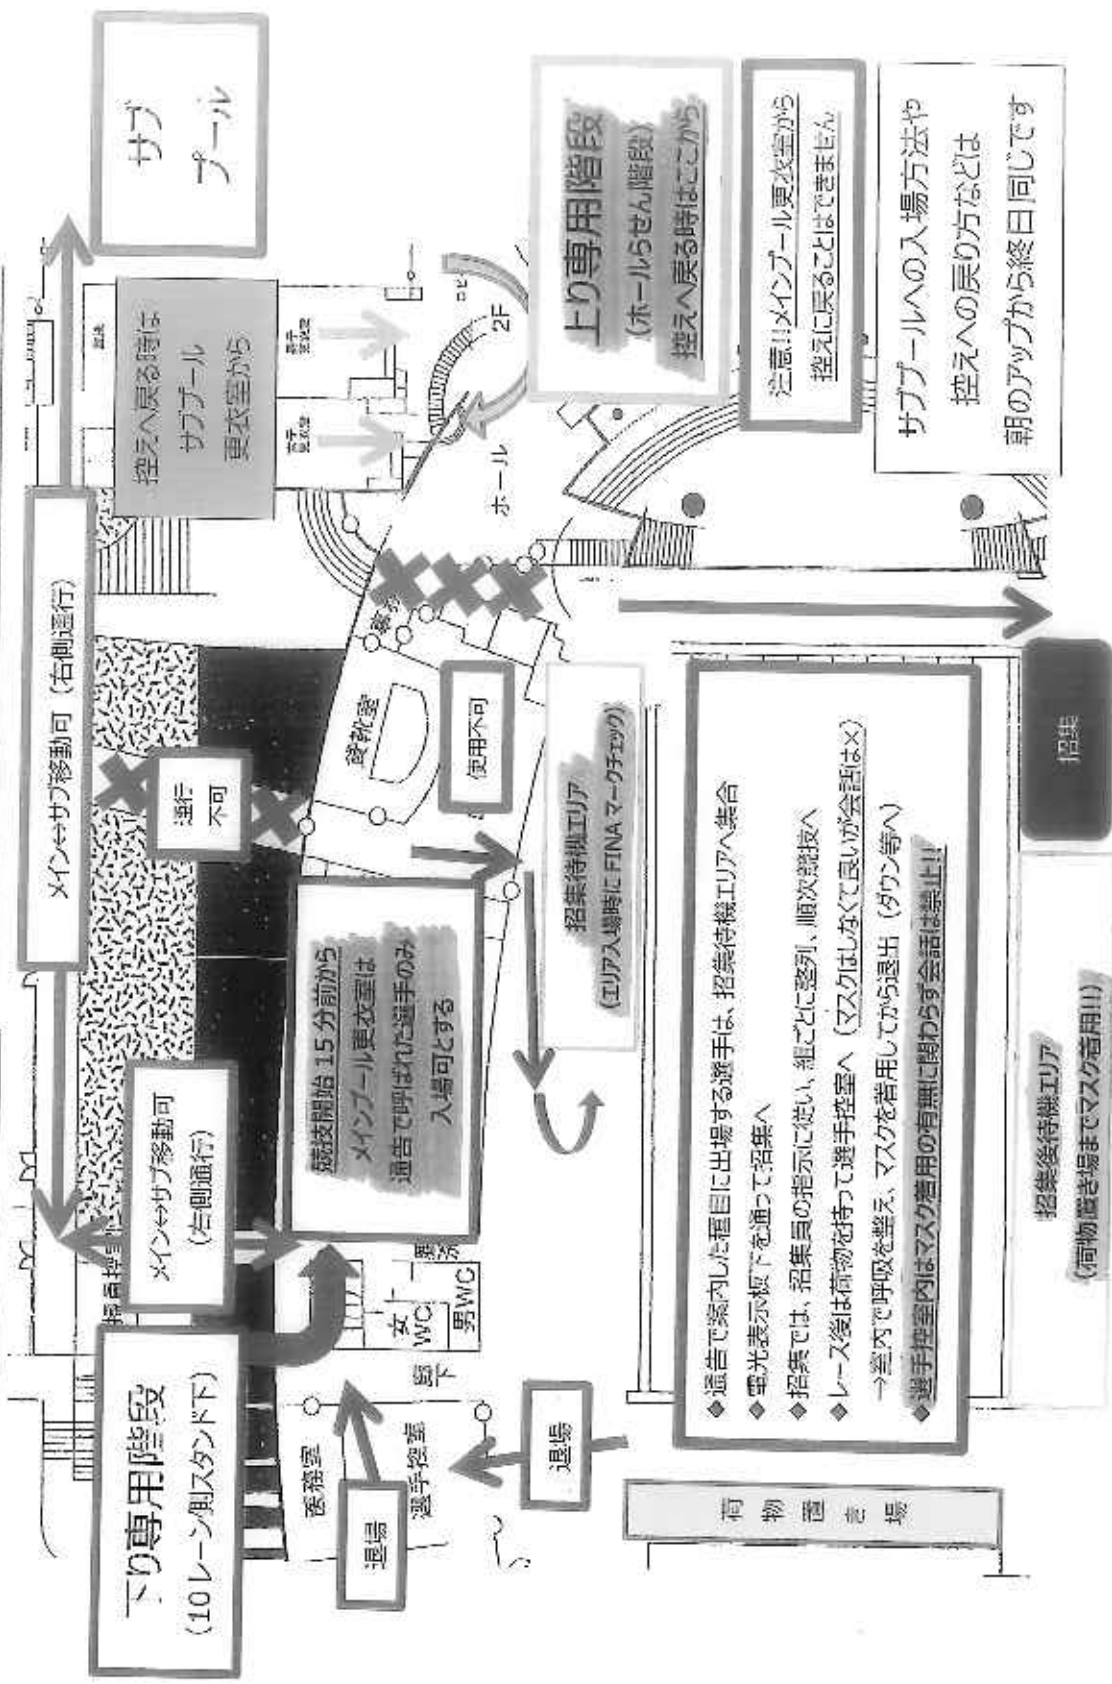 下り専用階段
(10レーン側スタンド下)
メイン⇔サブ移動可
(右側通行)
メイン⇔サブ移動可 (右側通行)
通行
不可
控えへ戻る時は
サブプール
更衣室から
サブ
プール
男子
更衣室
女子
更衣室
2F
ホール
上り専用階段
(ホールらせん階段)
控えへ戻る時はここから
注意!!メインプール更衣室から
控えに戻ることはできません
サブプールへの入場方法や
控えへの戻り方などは
朝のアップから終日同じです
競技開始 15 分前から
メインプール更衣室は
通告で呼ばれた選手のみ
入場可とする
貸靴室
使用不可
医務室
選手控室
廊下
女
WC
男WC
退場
退場
招集待機エリア
(エリア入場時に FINA マークチェック)
◆ 通告で案内した種目に出場する選手は、招集待機エリアへ集合
◆ 電光表示板下を通って招集へ
◆ 招集では、招集員の指示に従い、組ごとに整列、順次競技へ
◆ レース後は荷物を持って選手控室へ (マスクはしなくて良いが会話は×)
→室内で呼吸を整え、マスクを着用してから退出 (ダウン等へ)
◆ 選手控室内はマスク着用の有無に関わらず会話は禁止!!
荷物置き場
招集後待機エリア
(荷物置き場までマスク着用!!)
招集